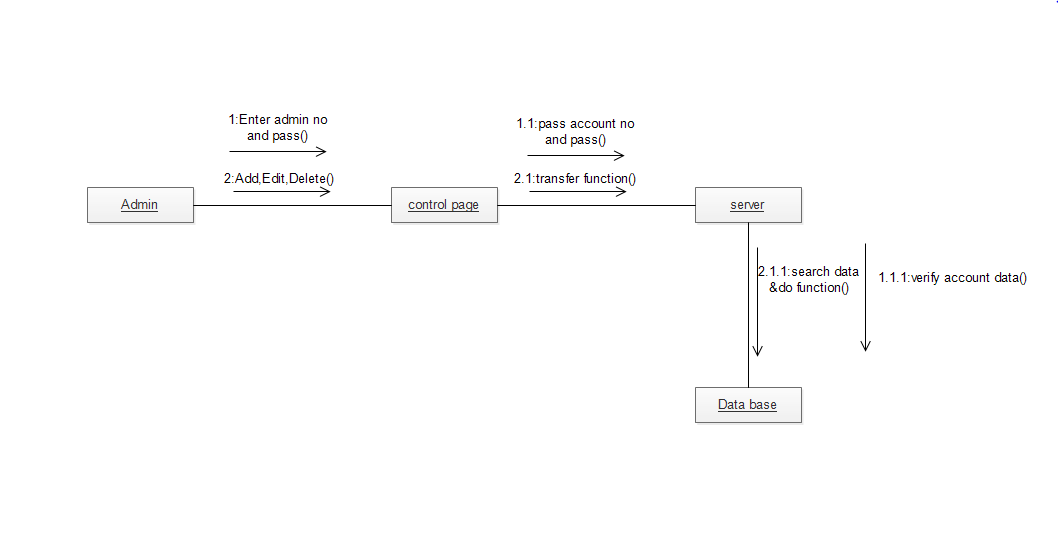 1:Enter admin no
and pass()
1.1:pass account no
and pass()
2:Add,Edit,Delete()
2.1:transfer function()
Admin
control page
server
2.1.1:search data
&do function()
1.1.1:verify account data()
Data base